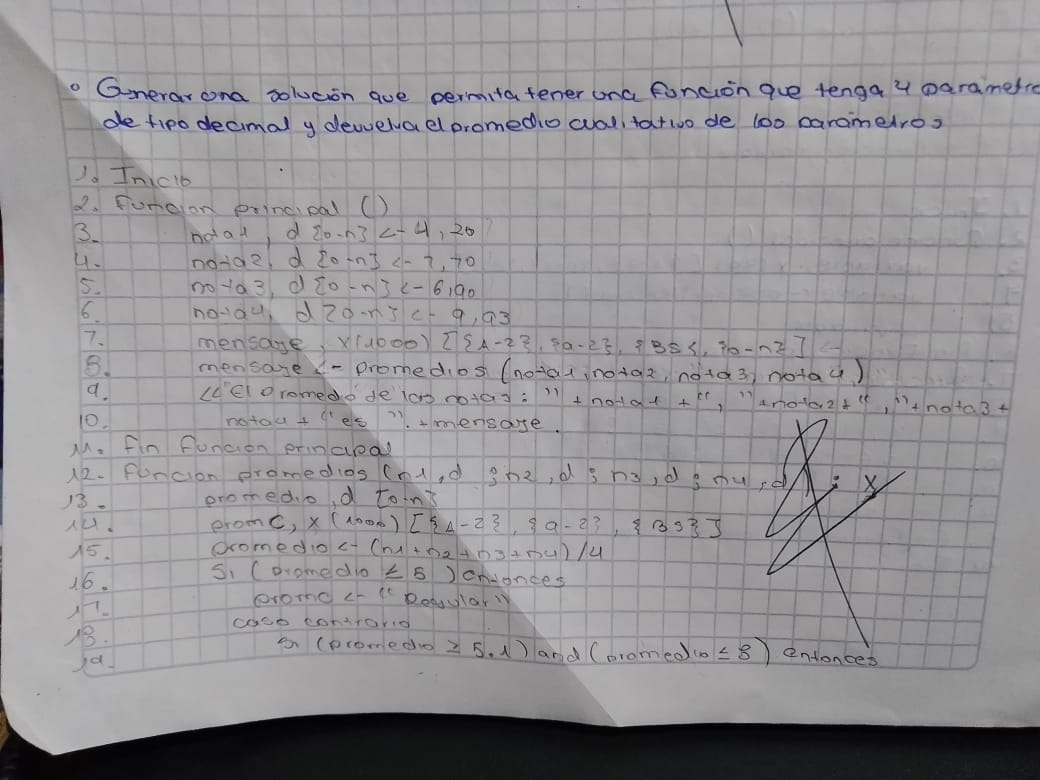 ° Generar una solución que permita tener una función que tenga 4 parametro
de tipo decimal y devuelva el promedio cualitativo de los parametros
1. Inicio
2. Funcion principal ()
3. nota1, d {0-n} <- 4,20
4. nota2, d {0-n} <- 7,70
5. nota3, d {0-n} <- 6,90
6. nota4, d {0-n} <- 9,93
7. mensaje, X(1000) [{A-Z}, {a-z}, {BS}, {0-n}] <-
8. mensaje <- promedios (nota1, nota2, nota3, nota4)
9. << "El promedio de las notas: " + nota1 + ", " + nota2 + ", " + nota3 +
10. nota4 + "es ". + mensaje.
11. Fin funcion principal
12. Funcion promedios (n1, d ; n2, d ; n3, d ; n4, d) : X
13. promedio, d {0-n}
14. promC, X (1000) [{A-Z}, {a-z}, {BS}]
15. promedio <- (n1 + n2 + n3 + n4) / 4
16. Si (promedio ≤ 5) entonces
17. promc <- "Regular"
18. caso contrario
19. Si (promedio ≥ 5.1) and (promedio ≤ 8) entonces